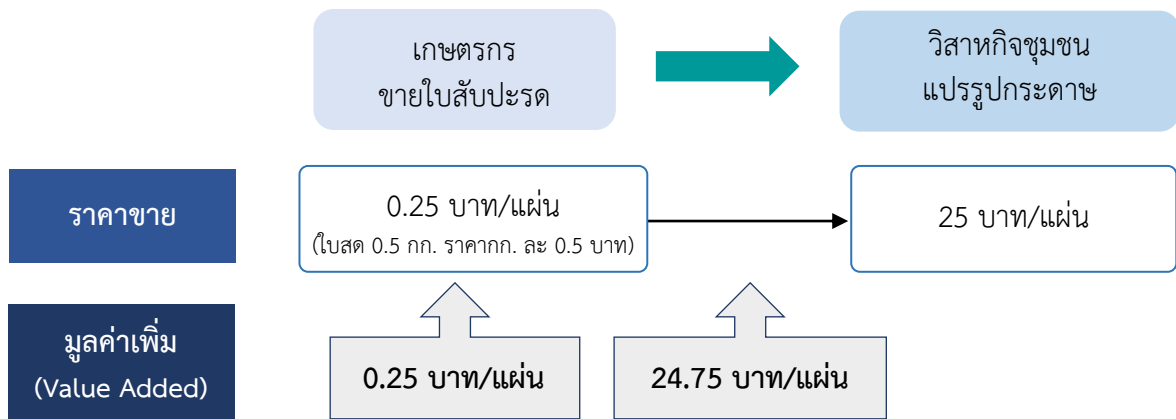 เกษตรกร
ขายใบสับปะรด
วิสาหกิจชุมชน
แปรรูปกระดาษ
ราคาขาย
0.25 บาท/แผ่น
(ใบสด 0.5 กก. ราคากก. ละ 0.5 บาท)
25 บาท/แผ่น
มูลค่าเพิ่ม
(Value Added)
0.25 บาท/แผ่น
24.75 บาท/แผ่น